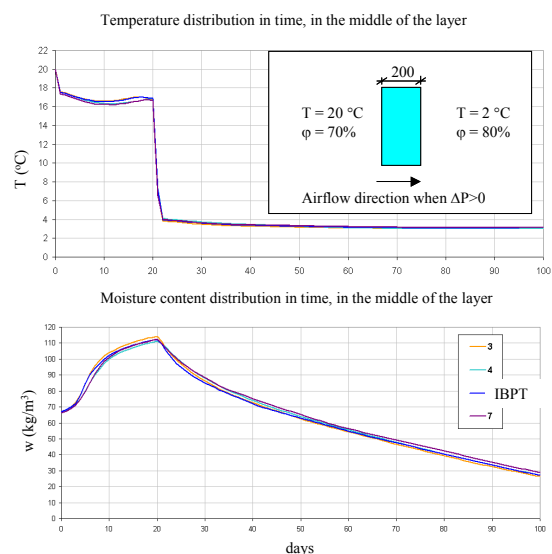 Temperature distribution in time, in the middle of the layer
22
20
18
16
14
12
10
8
6
4
2
0
T (°C)
200
T = 20 °C
φ = 70%
T = 2 °C
φ = 80%
Airflow direction when ΔP>0
0 10 20 30 40 50 60 70 80 90 100
Moisture content distribution in time, in the middle of the layer
120
110
100
90
80
70
60
50
40
30
20
10
0
w (kg/m³)
3
4
IBPT
7
0 10 20 30 40 50 60 70 80 90 100
days